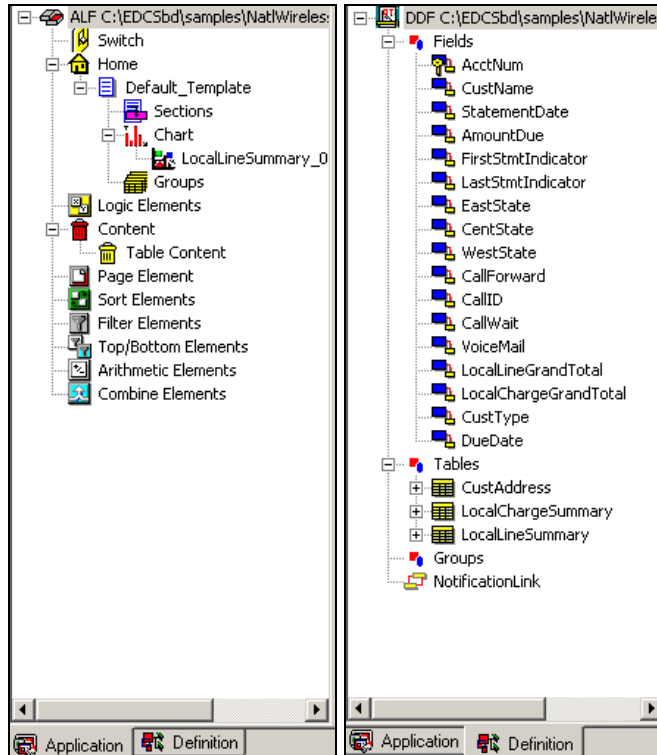 ALF C:\EDCSbd\samples\NatlWireles
Switch
Home
Default_Template
Sections
Chart
LocalLineSummary_0
Groups
Logic Elements
Content
Table Content
Page Element
Sort Elements
Filter Elements
Top/Bottom Elements
Arithmetic Elements
Combine Elements
Application
Definition
DDF C:\EDCSbd\samples\NatlWirele
Fields
AcctNum
CustName
StatementDate
AmountDue
FirstStmtIndicator
LastStmtIndicator
EastState
CentState
WestState
CallForward
CallID
CallWait
VoiceMail
LocalLineGrandTotal
LocalChargeGrandTotal
CustType
DueDate
Tables
CustAddress
LocalChargeSummary
LocalLineSummary
Groups
NotificationLink
Application
Definition